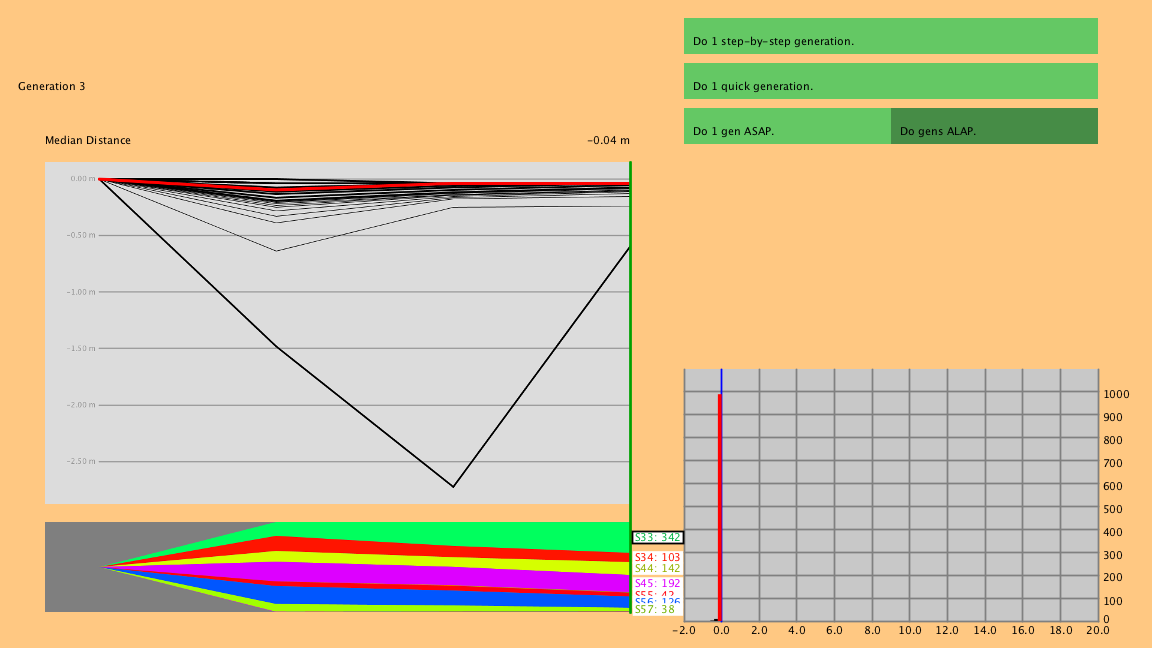 Do 1 step-by-step generation.
Generation 3
Do 1 quick generation.
Do 1 gen ASAP.
Do gens ALAP.
Median Distance
-0.04 m
0.00 m
-0.50 m
-1.00 m
-1.50 m
-2.00 m
-2.50 m
S33: 342
S34: 103
S44: 142
S45: 192
S55: 42
S56: 126
S57: 38
1000
900
800
700
600
500
400
300
200
100
0
-2.0 0.0 2.0 4.0 6.0 8.0 10.0 12.0 14.0 16.0 18.0 20.0